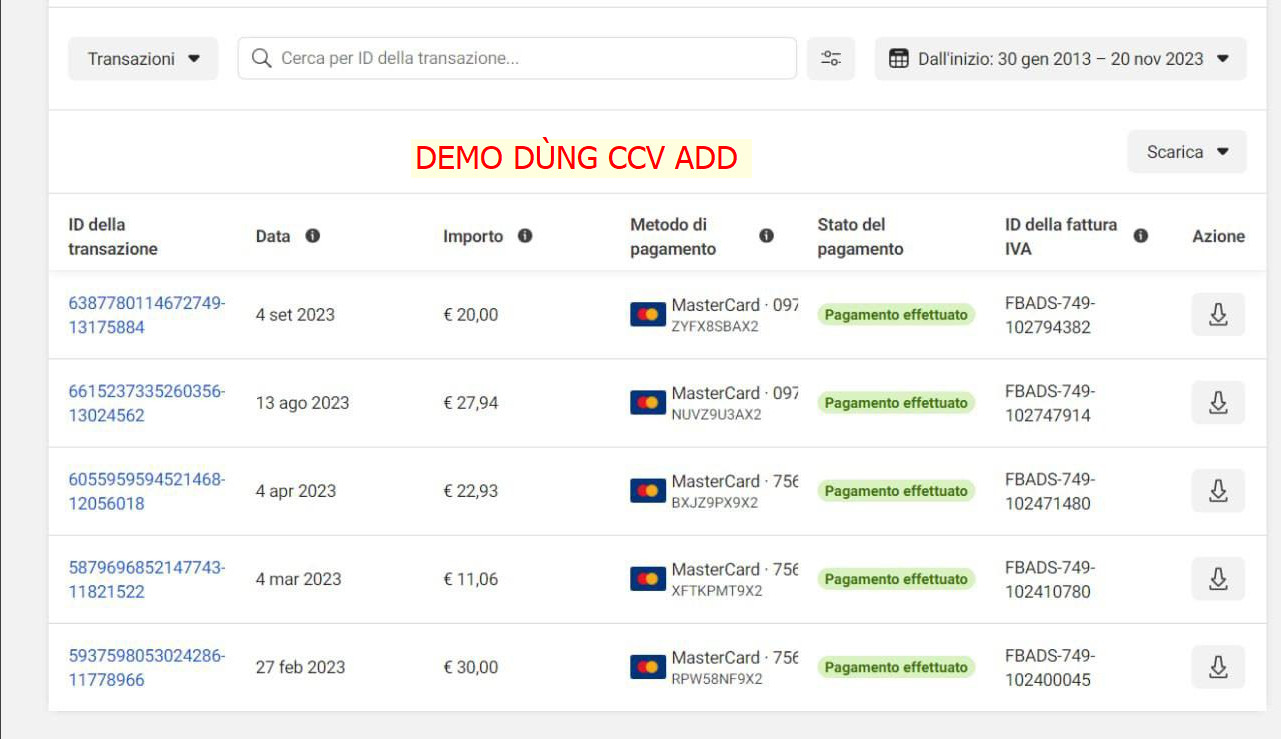 Transazioni
Cerca per ID della transazione...
Dall'inizio: 30 gen 2013 – 20 nov 2023
DEMO DÙNG CCV ADD
Scarica
ID della transazione
Data
Importo
Metodo di pagamento
Stato del pagamento
ID della fattura IVA
Azione
6387780114672749-
13175884
4 set 2023
€ 20,00
MasterCard · 097
ZYFX8SBAX2
Pagamento effettuato
FBADS-749-
102794382
6615237335260356-
13024562
13 ago 2023
€ 27,94
MasterCard · 097
NUVZ9U3AX2
Pagamento effettuato
FBADS-749-
102747914
6055959594521468-
12056018
4 apr 2023
€ 22,93
MasterCard · 756
BXJZ9PX9X2
Pagamento effettuato
FBADS-749-
102471480
5879696852147743-
11821522
4 mar 2023
€ 11,06
MasterCard · 756
XFTKPMT9X2
Pagamento effettuato
FBADS-749-
102410780
5937598053024286-
11778966
27 feb 2023
€ 30,00
MasterCard · 756
RPW58NF9X2
Pagamento effettuato
FBADS-749-
102400045